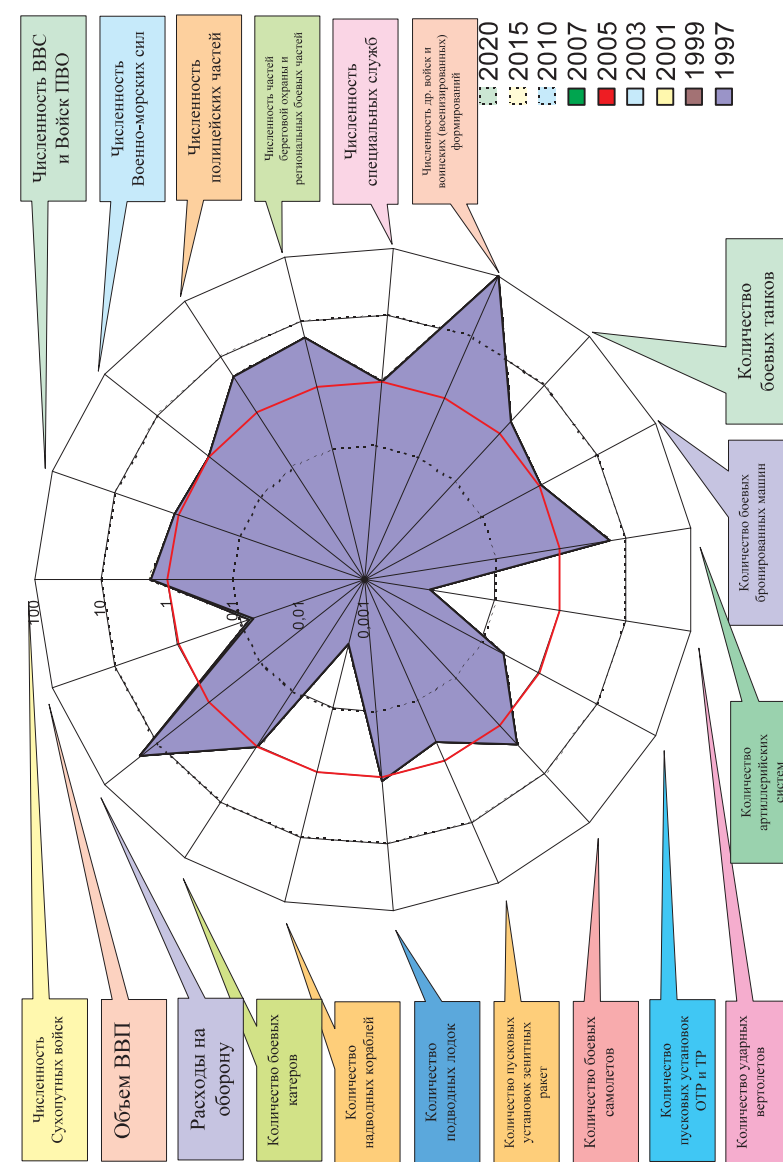 Численность ВВС
и Войск ПВО
Численность
Военно-морских сил
Численность
полицейских частей
Численность частей
береговой охраны и
региональных боевых частей
Численность
специальных служб
Численность др. войск и
воинских (военизированных)
формирований
2020
2015
2010
2007
2005
2003
2001
1999
1997
100
10
1
0,1
0,01
0,001
Количество
боевых танков
Количество боевых
бронированных машин
Количество
артиллерийских
систем
Численность
Сухопутных войск
Объем ВВП
Расходы на
оборону
Количество боевых
катеров
Количество
надводных кораблей
Количество
подводных лодок
Количество пусковых
установок зенитных
ракет
Количество боевых
самолетов
Количество
пусковых установок
ОТР и ТР
Количество ударных
вертолетов